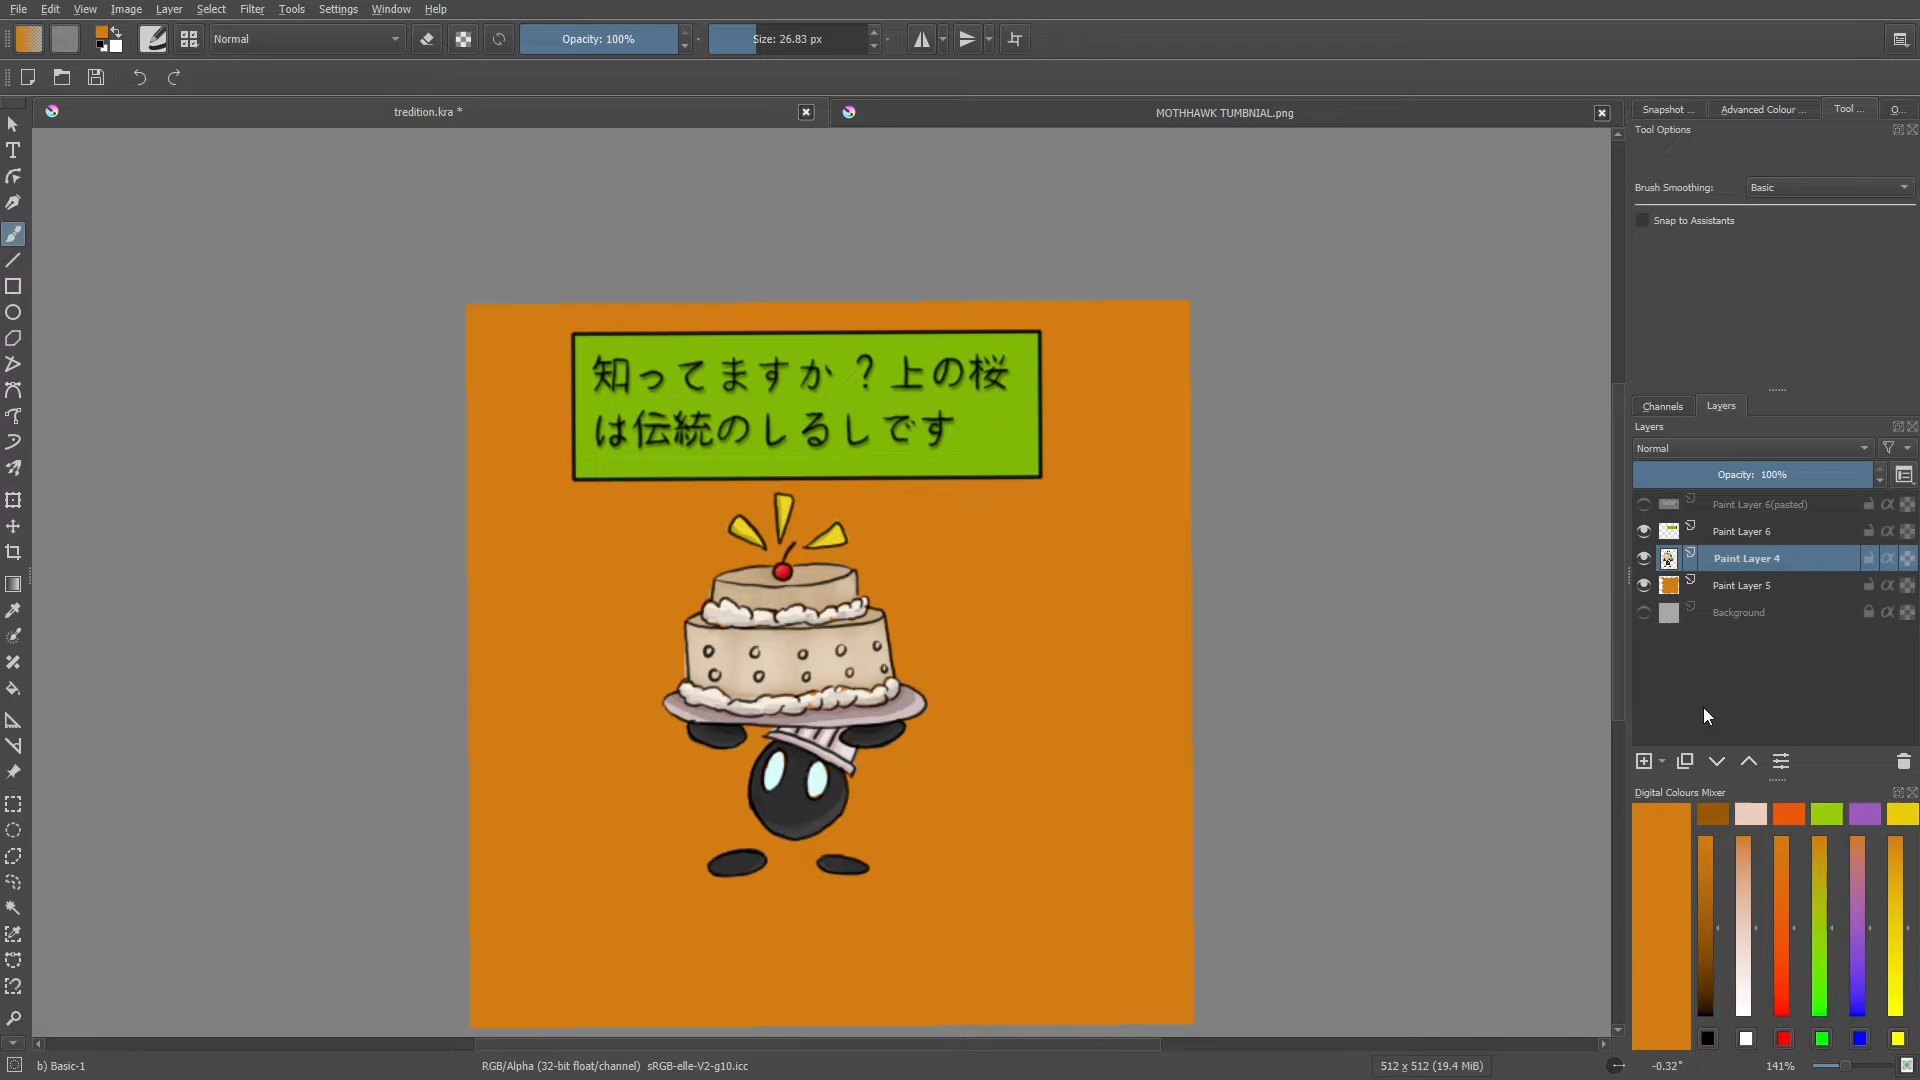 File Edit View Image Layer Select Filter Tools Settings Window Help
Normal Opacity: 100% Size: 26.83 px
tredition.kra * MOTHHAWK TUMBNIAL.png
Snapshot ... Advanced Colour ... Tool ... O...
Tool Options
Brush Smoothing: Basic
Snap to Assistants
知ってますか？上の桜
は伝統のしるしです
Channels Layers
Layers
Normal
Opacity: 100%
Paint Layer 6(pasted)
Paint Layer 6
Paint Layer 4
Paint Layer 5
Background
Digital Colours Mixer
b) Basic-1 RGB/Alpha (32-bit float/channel) sRGB-elle-V2-g10.icc 512 x 512 (19.4 MiB) -0.32° 141%